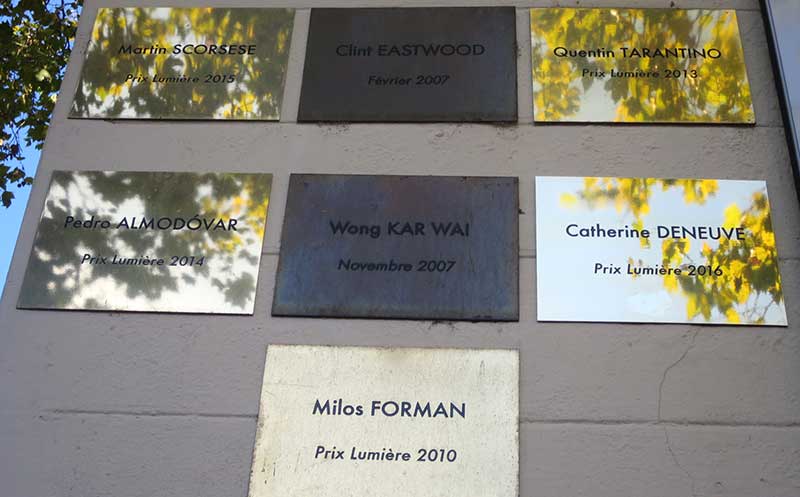 Martin SCORSESE
Prix Lumière 2015
Clint EASTWOOD
Février 2007
Quentin TARANTINO
Prix Lumière 2013
Pedro ALMODÓVAR
Prix Lumière 2014
Wong KAR WAI
Novembre 2007
Catherine DENEUVE
Prix Lumière 2016
Milos FORMAN
Prix Lumière 2010